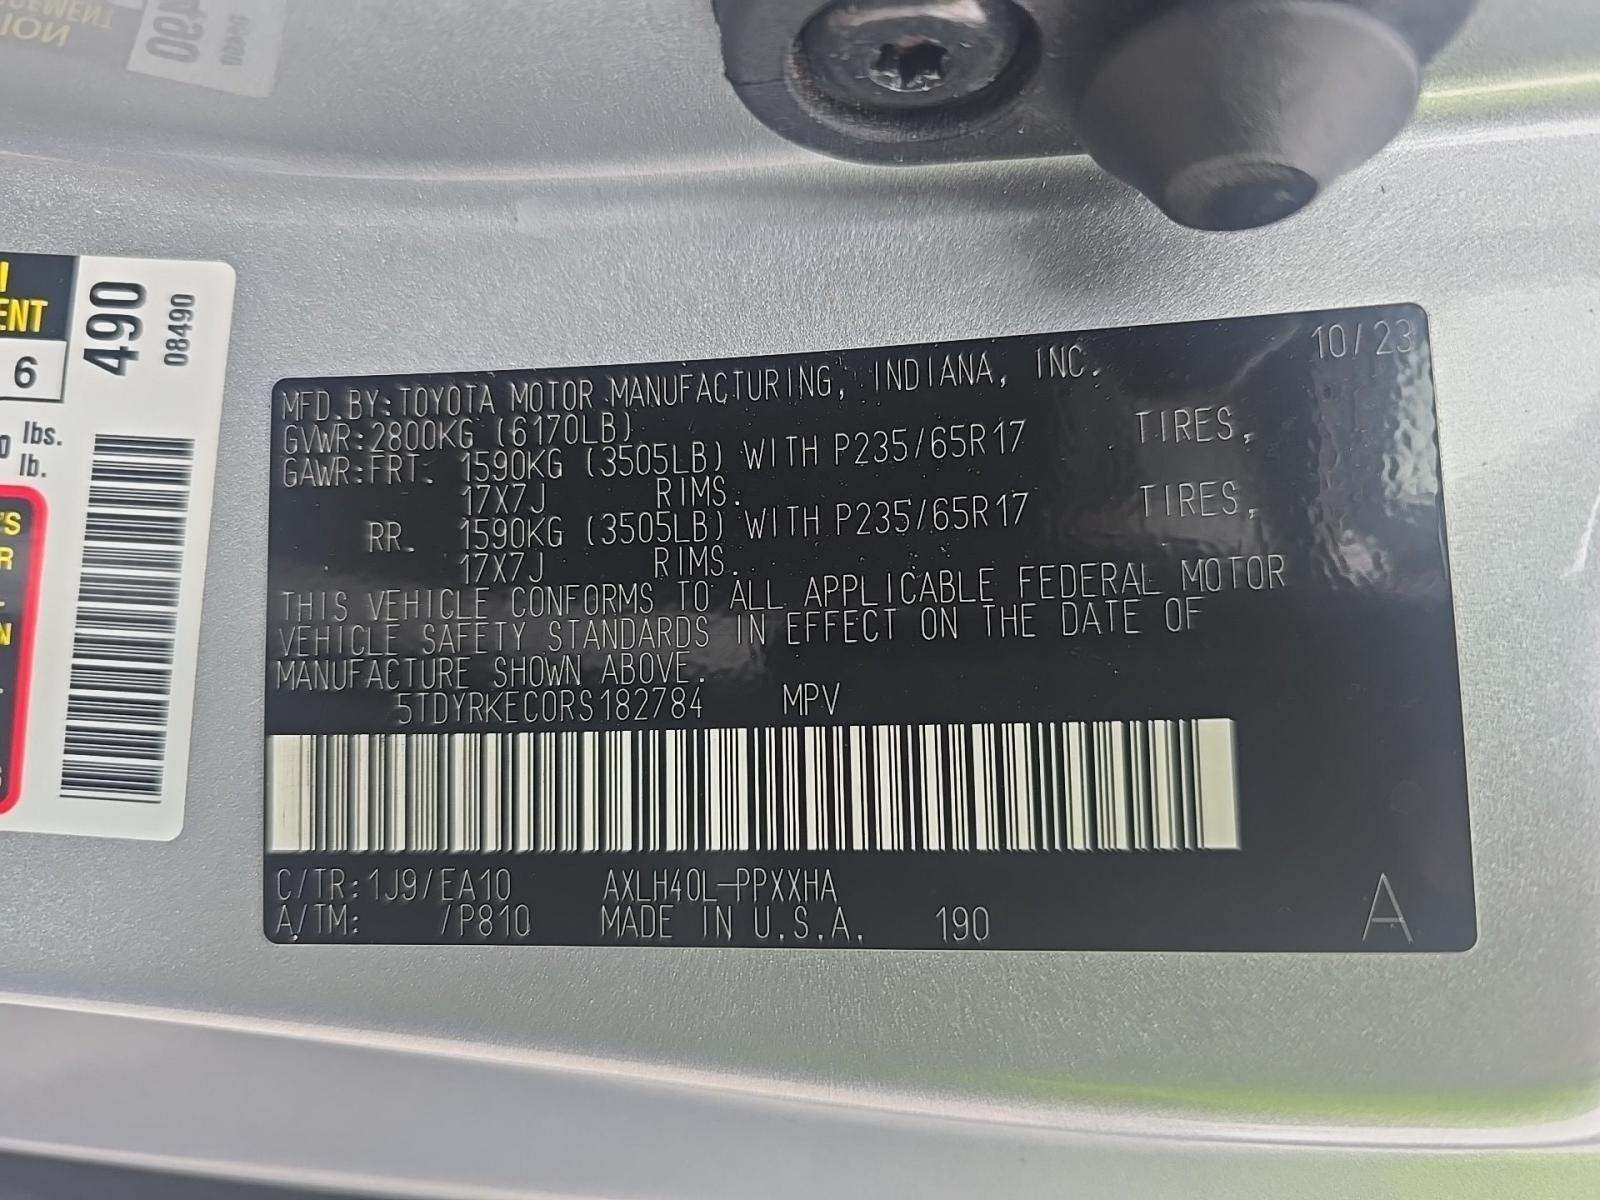 490
08490
ENT
6
lbs.
lb.
10/23
MFD.BY:TOYOTA MOTOR MANUFACTURING, INDIANA, INC.
GVWR:2800KG (6170LB)
GAWR:FRT. 1590KG (3505LB) WITH P235/65R17 TIRES,
17X7J RIMS.
RR. 1590KG (3505LB) WITH P235/65R17 TIRES,
17X7J RIMS.
THIS VEHICLE CONFORMS TO ALL APPLICABLE FEDERAL MOTOR
VEHICLE SAFETY STANDARDS IN EFFECT ON THE DATE OF
MANUFACTURE SHOWN ABOVE.
5TDYRKEC0RS182784 MPV
C/TR:1J9/EA10 AXLH40L-PPXXHA
A/TM: /P810 MADE IN U.S.A. 190 A